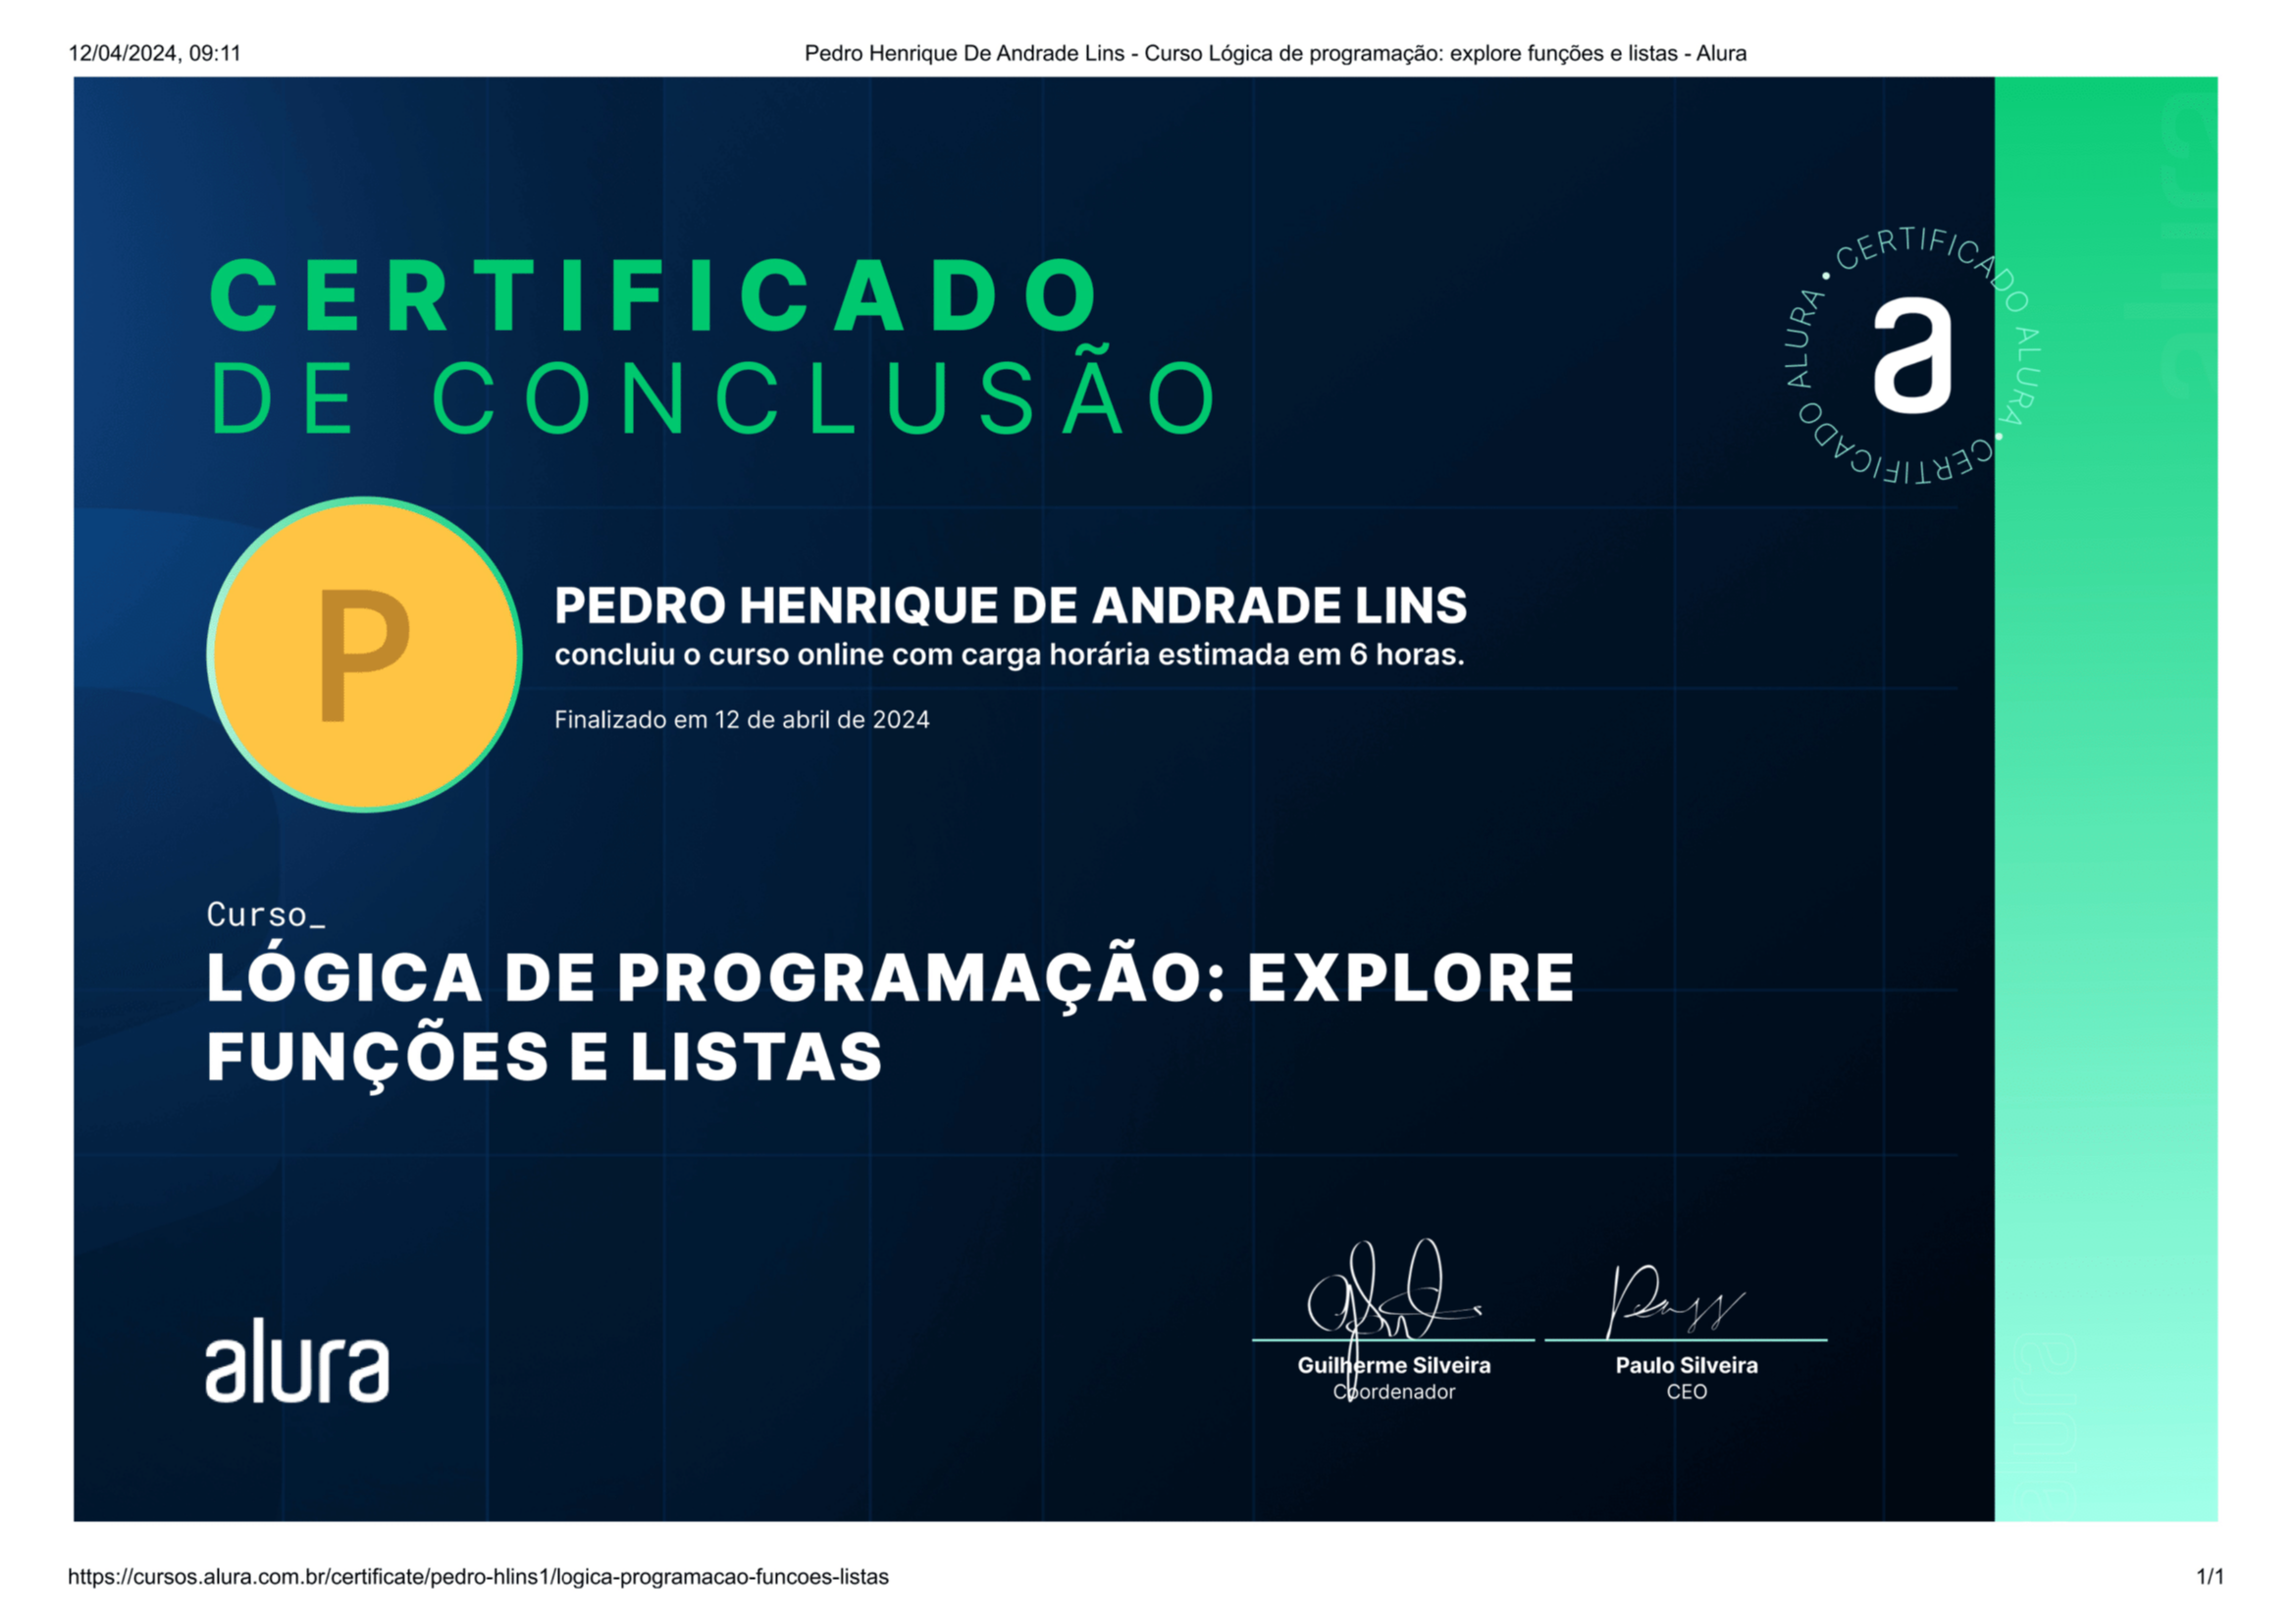 12/04/2024, 09:11
Pedro Henrique De Andrade Lins - Curso Lógica de programação: explore funções e listas - Alura
CERTIFICADO
DE CONCLUSÃO
CERTIFICADO ALURA • CERTIFICADO ALURA •
a
alura
P
PEDRO HENRIQUE DE ANDRADE LINS
concluiu o curso online com carga horária estimada em 6 horas.
Finalizado em 12 de abril de 2024
Curso_
LÓGICA DE PROGRAMAÇÃO: EXPLORE
FUNÇÕES E LISTAS
alura
Guilherme Silveira
Coordenador
Paulo Silveira
CEO
alura
https://cursos.alura.com.br/certificate/pedro-hlins1/logica-programacao-funcoes-listas
1/1